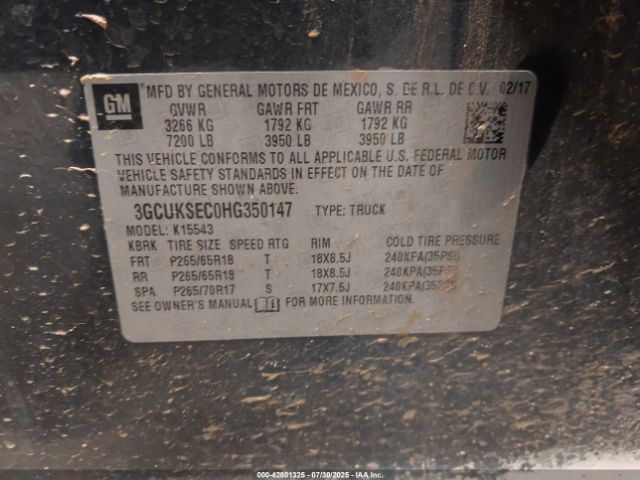 GM ® MFD BY GENERAL MOTORS DE MEXICO, S. DE R.L. DE C.V. 02/17
GVWR GAWR FRT GAWR RR
3266 KG 1792 KG 1792 KG
7200 LB 3950 LB 3950 LB
THIS VEHICLE CONFORMS TO ALL APPLICABLE U.S. FEDERAL MOTOR
VEHICLE SAFETY STANDARDS IN EFFECT ON THE DATE OF
MANUFACTURE SHOWN ABOVE.
3GCUKSEC0HG350147 TYPE: TRUCK
MODEL: K15543
KBRK TIRE SIZE SPEED RTG RIM COLD TIRE PRESSURE
FRT P265/65R18 T 18X8.5J 240KPA(35PSI)
RR P265/65R18 T 18X8.5J 240KPA(35PSI)
SPA P265/70R17 S 17X7.5J 240KPA(35PSI)
SEE OWNER'S MANUAL FOR MORE INFORMATION.
000-42801325 - 07/30/2025 - IAA Inc.